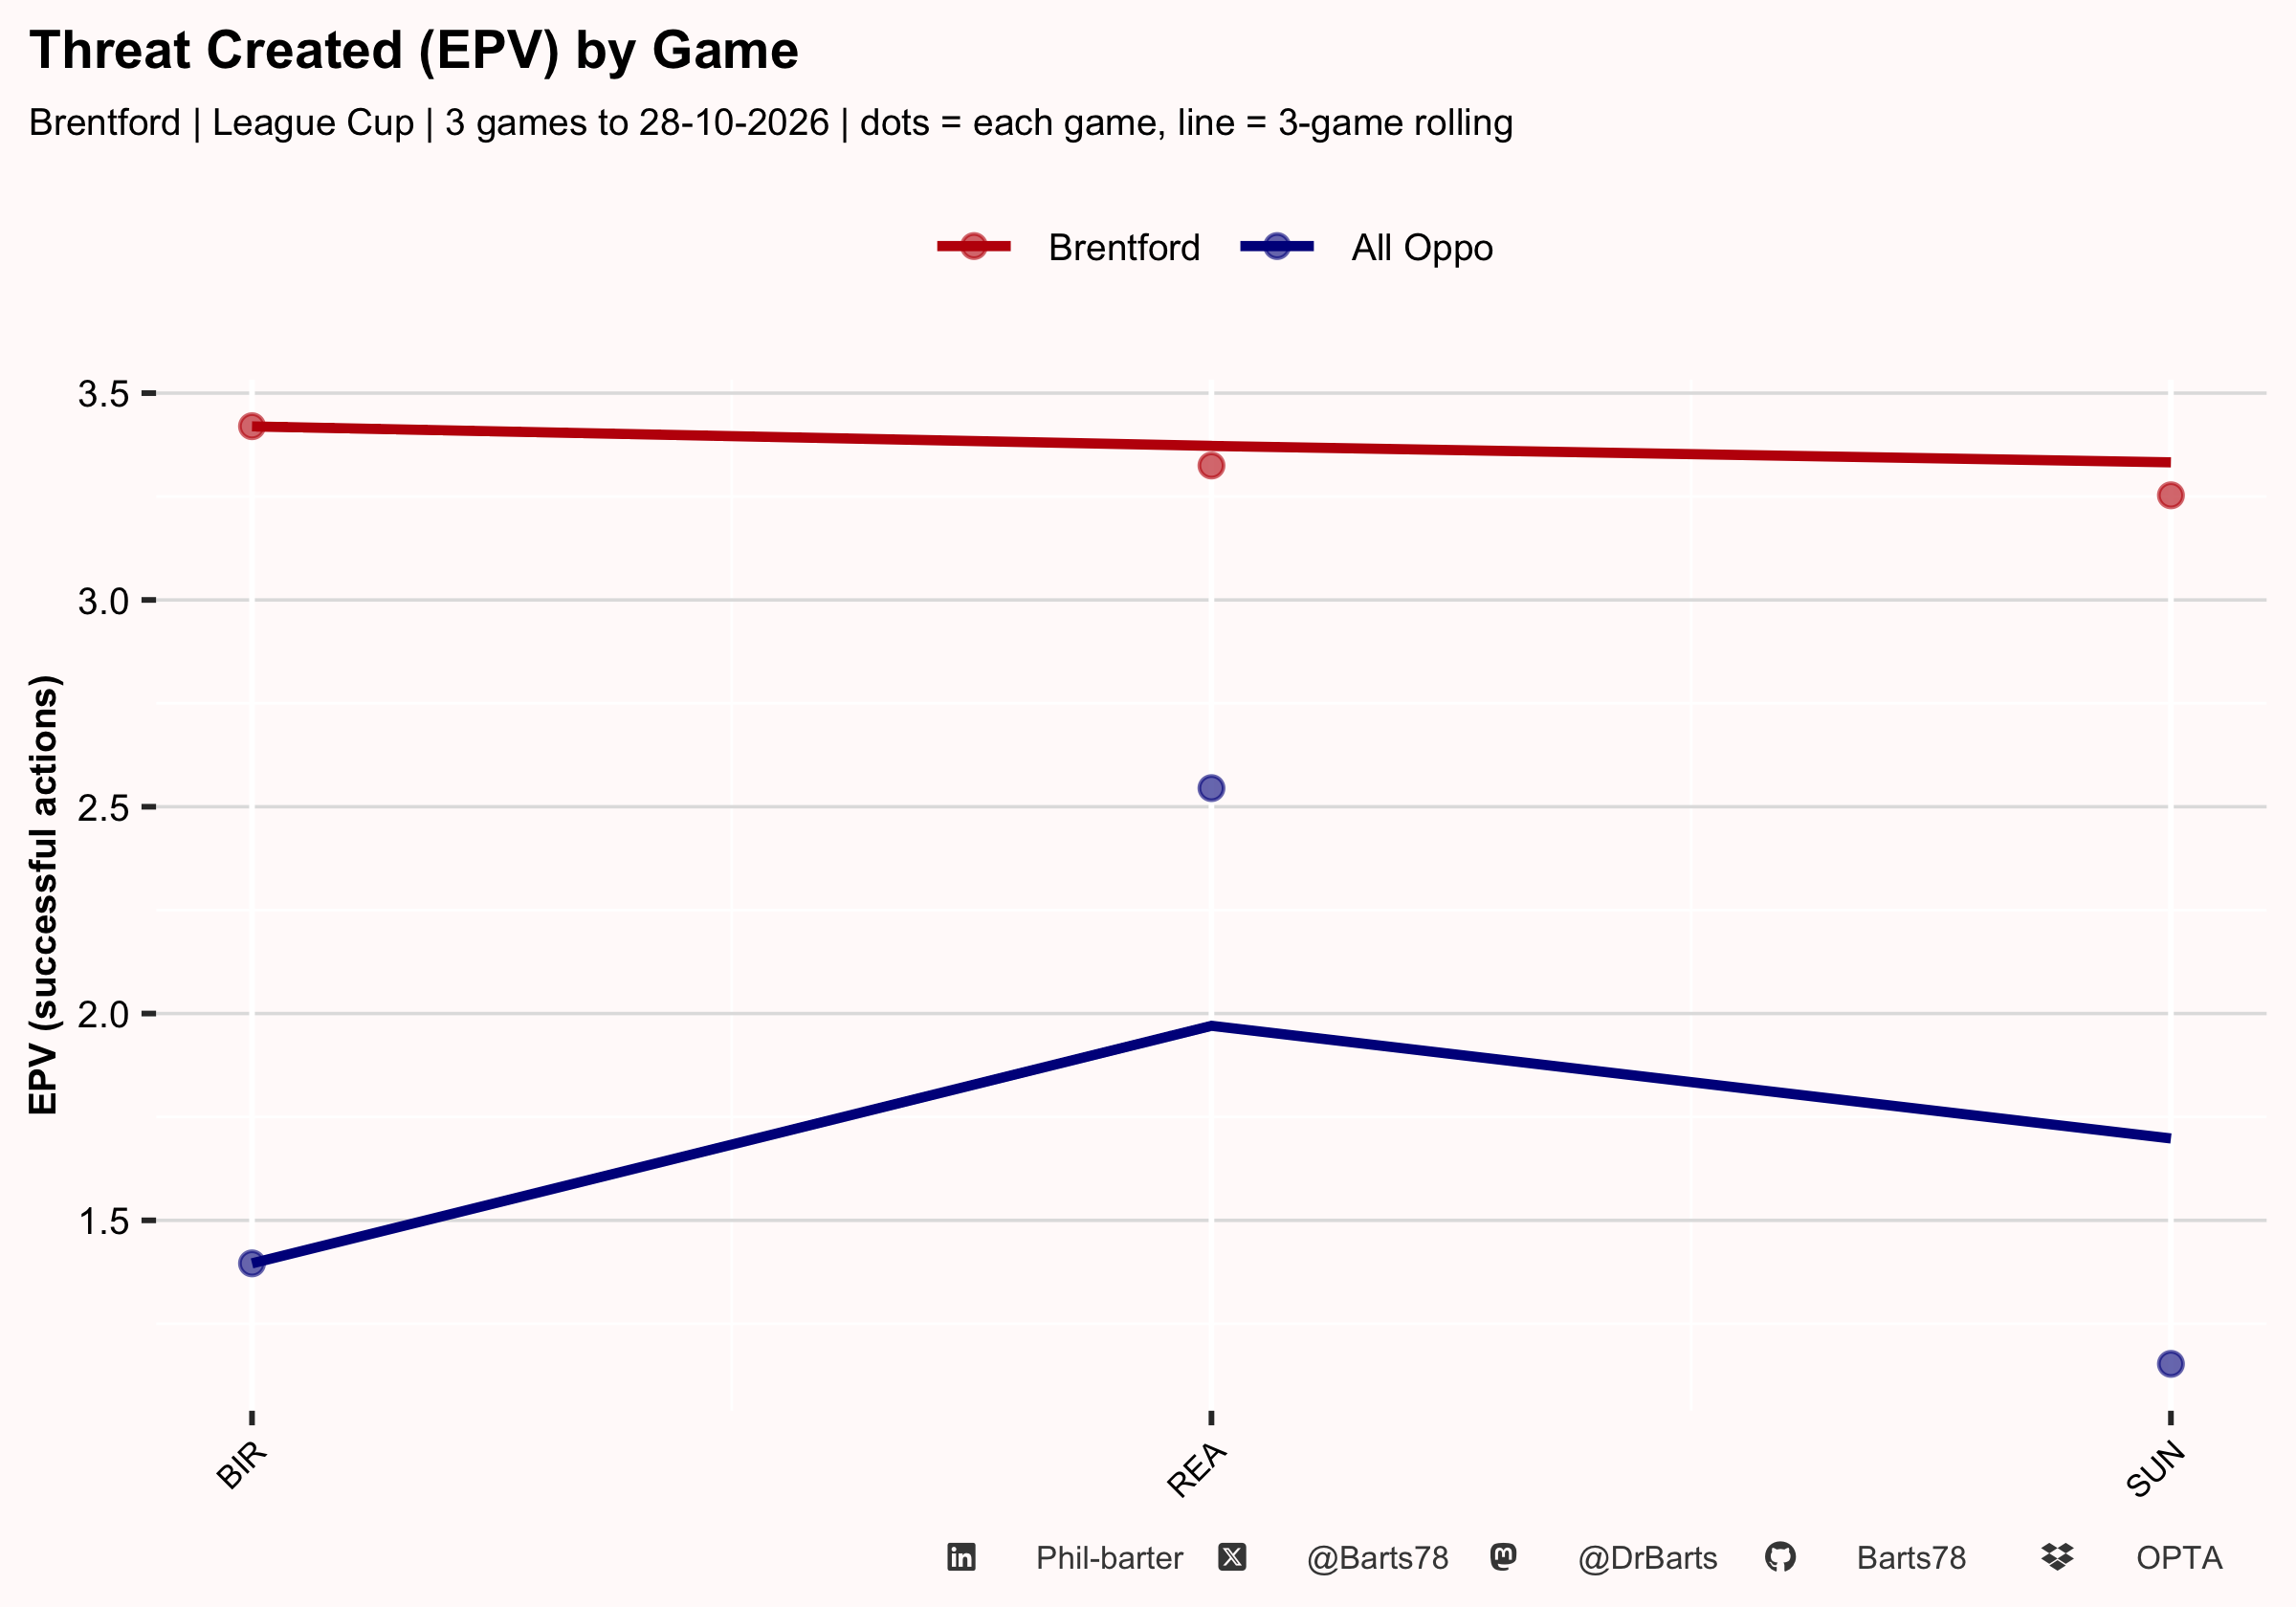 Threat Created (EPV) by Game
Brentford | League Cup | 3 games to 28-10-2026 | dots = each game, line = 3-game rolling
Brentford
All Oppo
EPV (successful actions)
3.5
3.0
2.5
2.0
1.5
BIR
REA
SUN
Phil-barter @Barts78 @DrBarts Barts78 OPTA